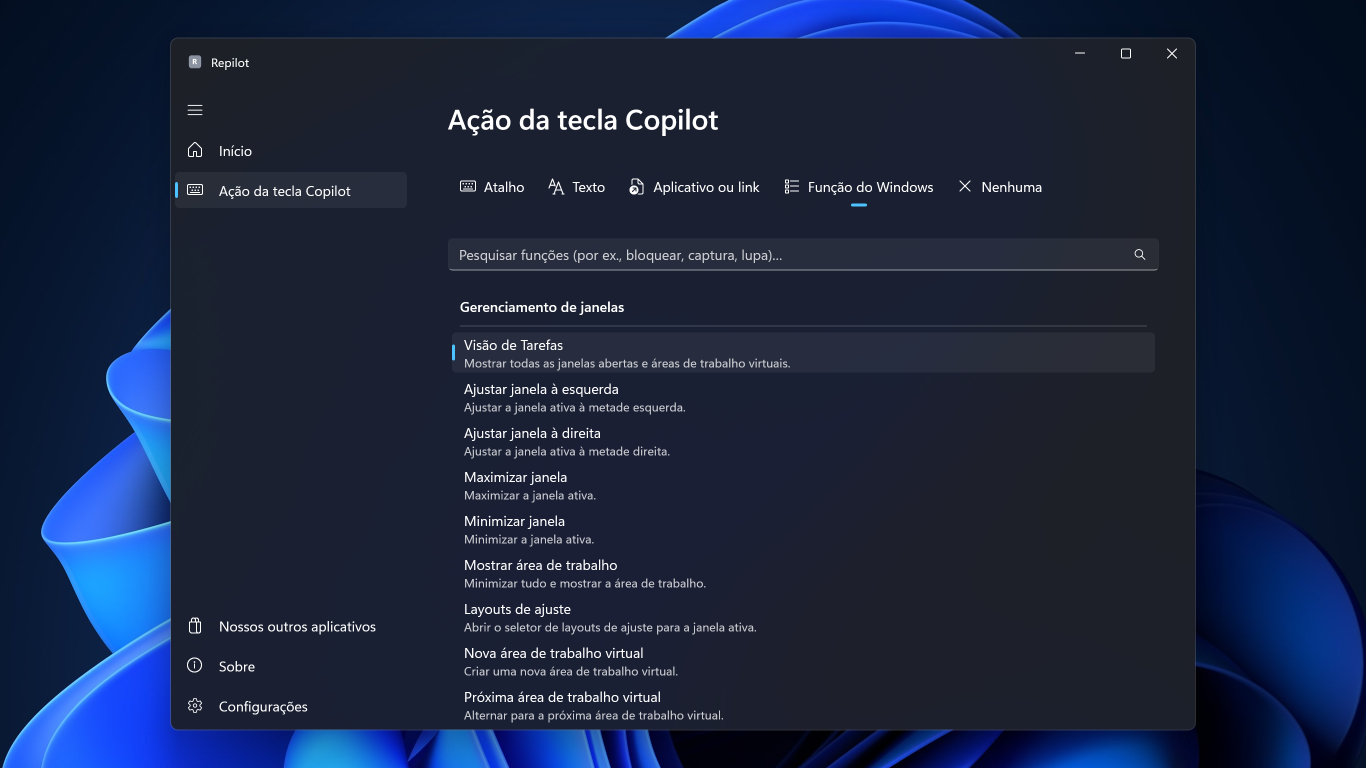 R
Repilot
Ação da tecla Copilot
Início
Ação da tecla Copilot
Atalho
Texto
Aplicativo ou link
Função do Windows
Nenhuma
Pesquisar funções (por ex., bloquear, captura, lupa)...
Gerenciamento de janelas
Visão de Tarefas
Mostrar todas as janelas abertas e áreas de trabalho virtuais.
Ajustar janela à esquerda
Ajustar a janela ativa à metade esquerda.
Ajustar janela à direita
Ajustar a janela ativa à metade direita.
Maximizar janela
Maximizar a janela ativa.
Minimizar janela
Minimizar a janela ativa.
Mostrar área de trabalho
Minimizar tudo e mostrar a área de trabalho.
Layouts de ajuste
Abrir o seletor de layouts de ajuste para a janela ativa.
Nova área de trabalho virtual
Criar uma nova área de trabalho virtual.
Próxima área de trabalho virtual
Alternar para a próxima área de trabalho virtual.
Nossos outros aplicativos
Sobre
Configurações